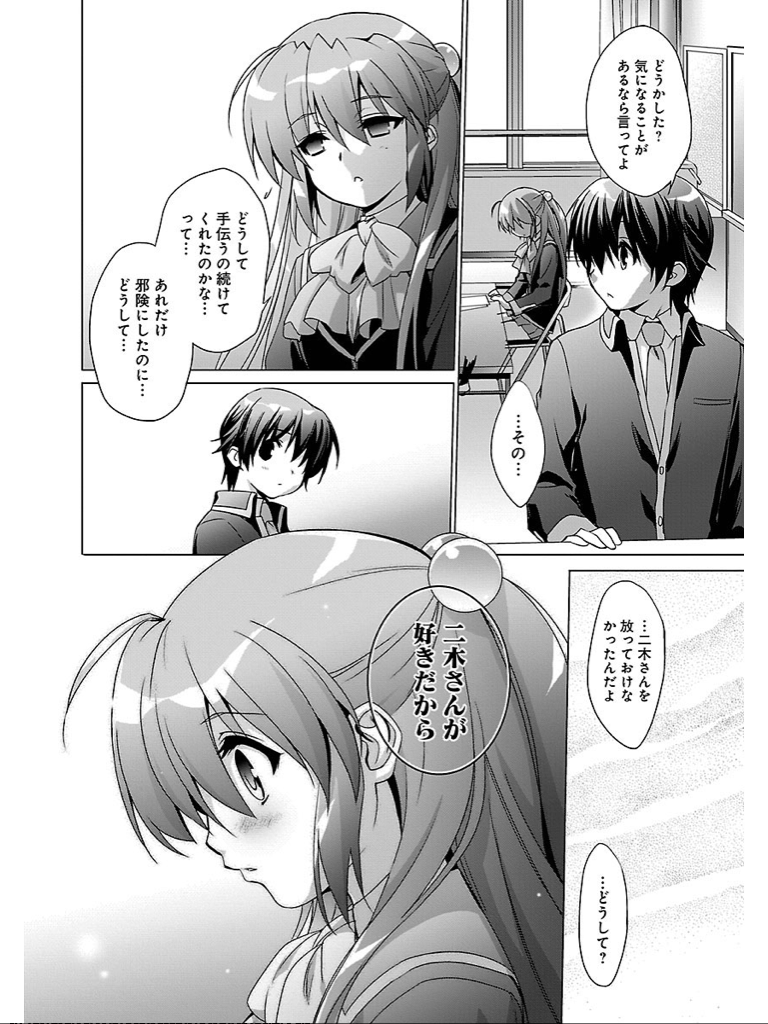 どうかした?
気になることが
あるなら言ってよ
…その…
どうして
手伝うの続けて
くれたのかな…
って…
あれだけ
邪険にしたのに…
どうして…
…二木さんを
放っておけな
かったんだよ
…どうして?
二木さんが
好きだから